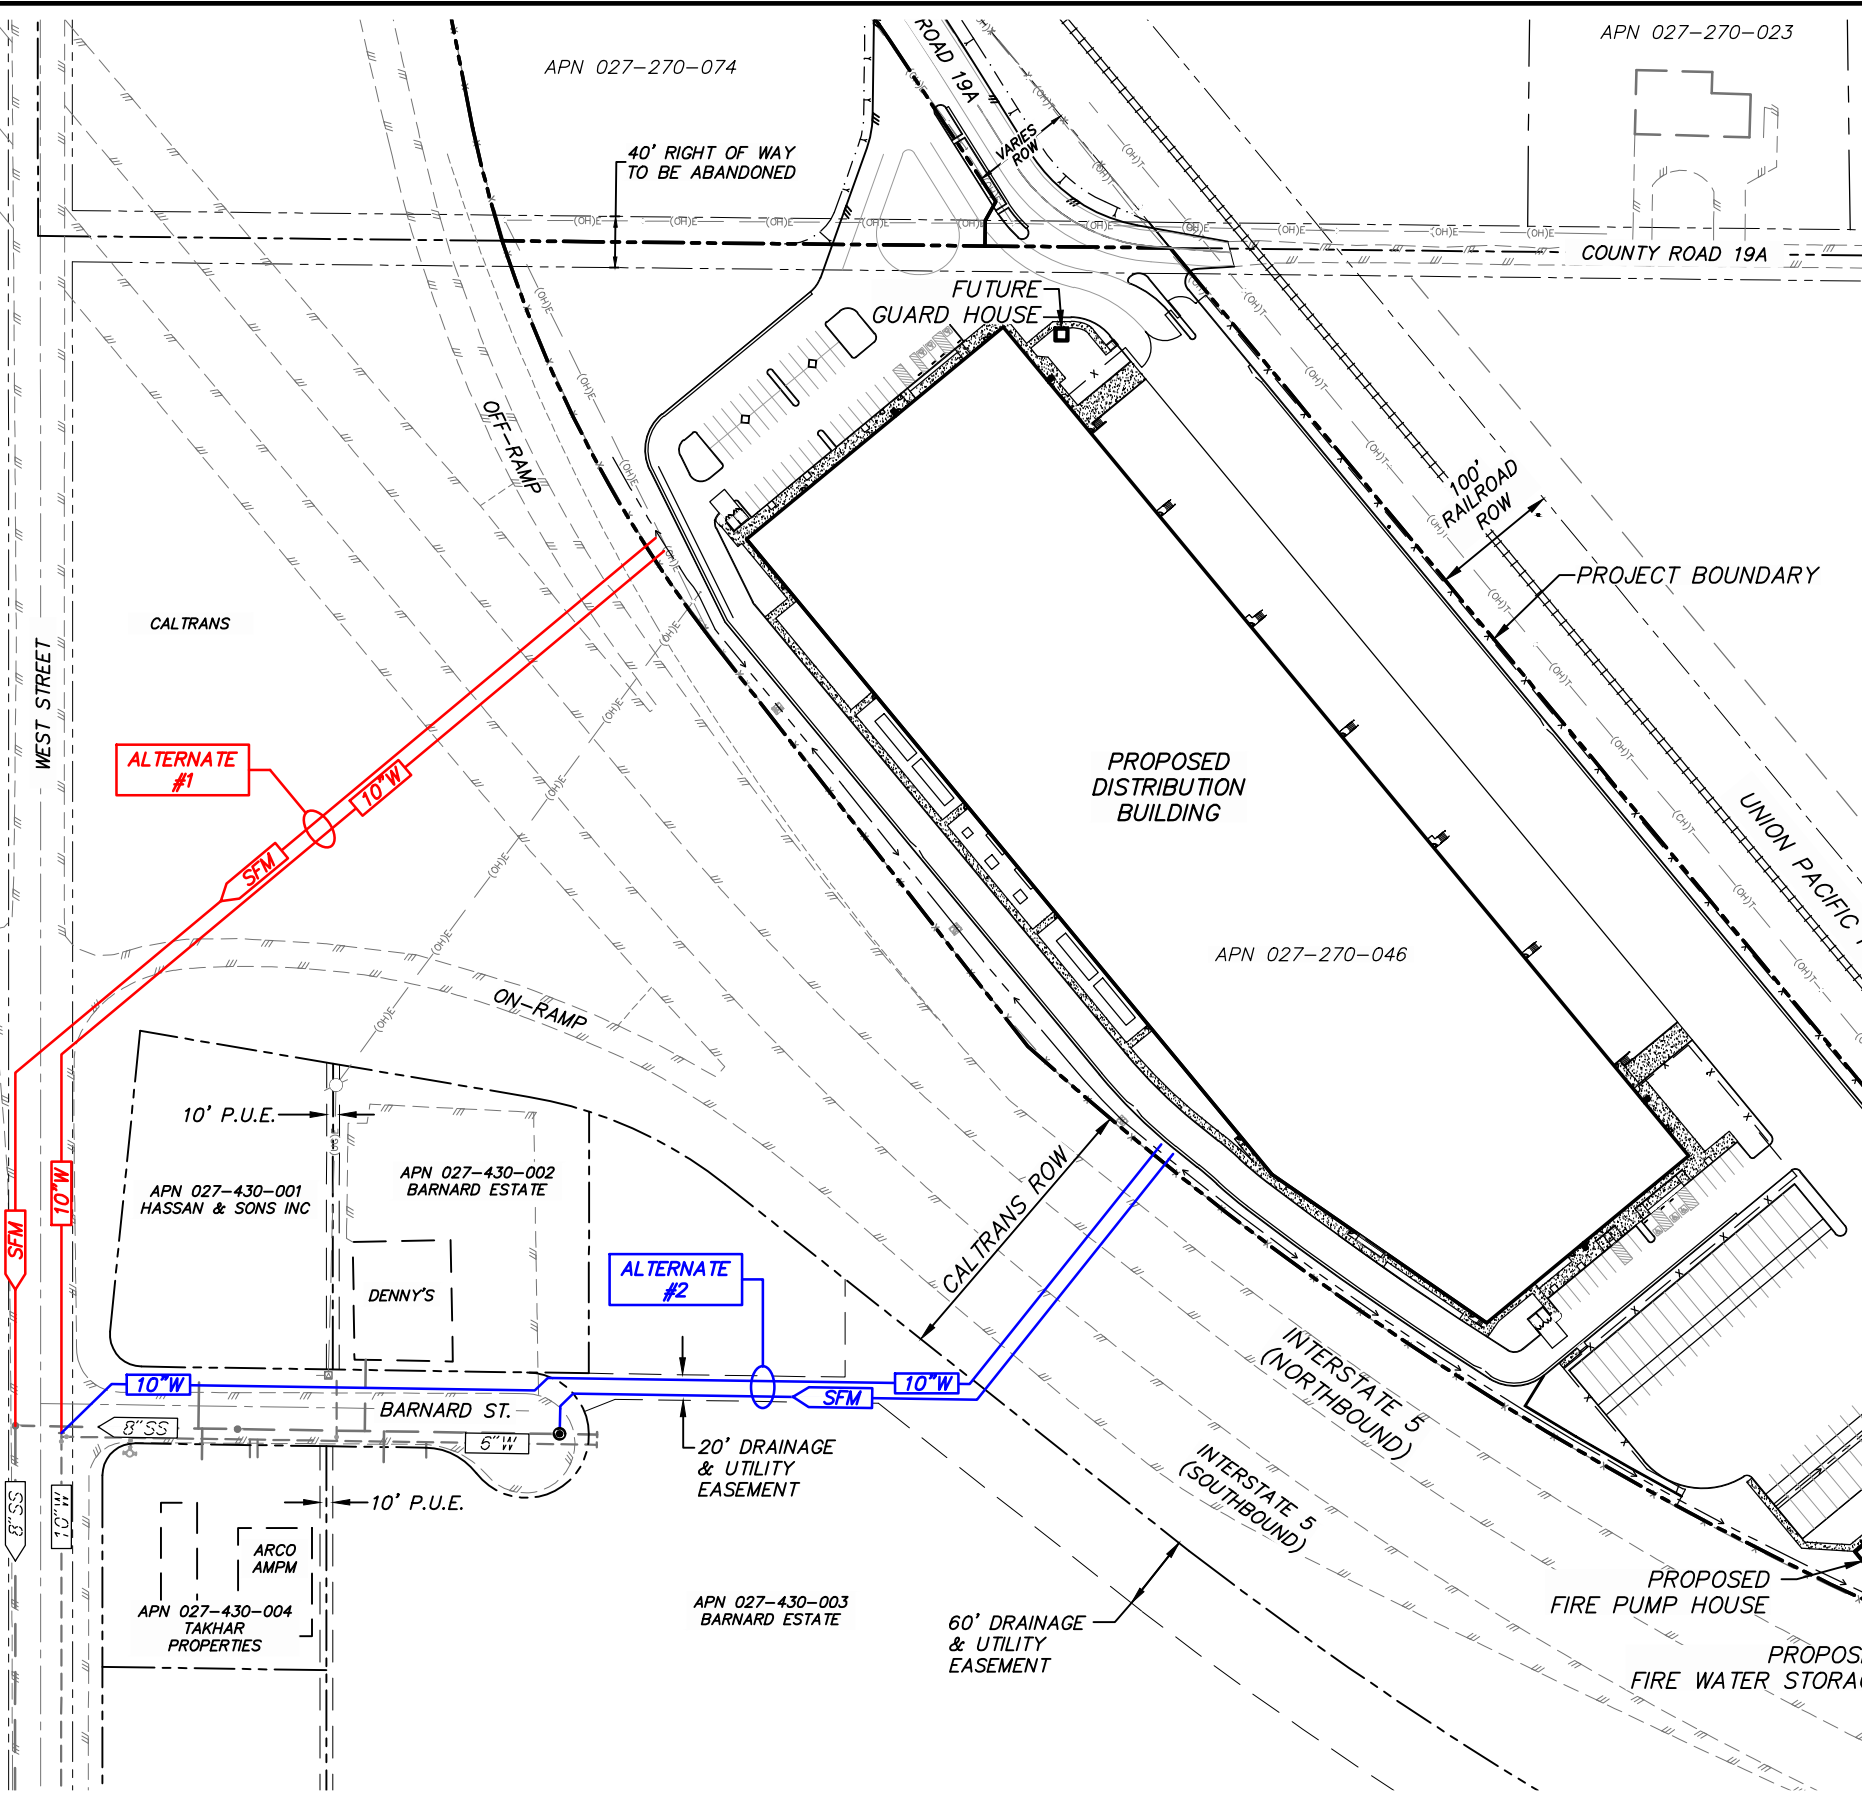 APN 027-270-023
APN 027-270-074
ROAD 19A
VARIES
ROW
40' RIGHT OF WAY
TO BE ABANDONED
(OH)E
(OH)T
COUNTY ROAD 19A
FUTURE
GUARD HOUSE
OFF-RAMP
100'
RAILROAD
ROW
PROJECT BOUNDARY
CALTRANS
WEST STREET
ALTERNATE
#1
10"W
SFM
PROPOSED
DISTRIBUTION
BUILDING
UNION PACIFIC
APN 027-270-046
ON-RAMP
10' P.U.E.
APN 027-430-001
HASSAN & SONS INC
APN 027-430-002
BARNARD ESTATE
10"W
SFM
CALTRANS ROW
ALTERNATE
#2
DENNY'S
INTERSTATE 5
(NORTHBOUND)
10"W
10"W
SFM
BARNARD ST.
8"SS
6"W
20' DRAINAGE
& UTILITY
EASEMENT
INTERSTATE 5
(SOUTHBOUND)
8"SS
10"W
10' P.U.E.
ARCO
AMPM
APN 027-430-004
TAKHAR
PROPERTIES
APN 027-430-003
BARNARD ESTATE
60' DRAINAGE
& UTILITY
EASEMENT
PROPOSED
FIRE PUMP HOUSE
PROPOSE
FIRE WATER STORAG